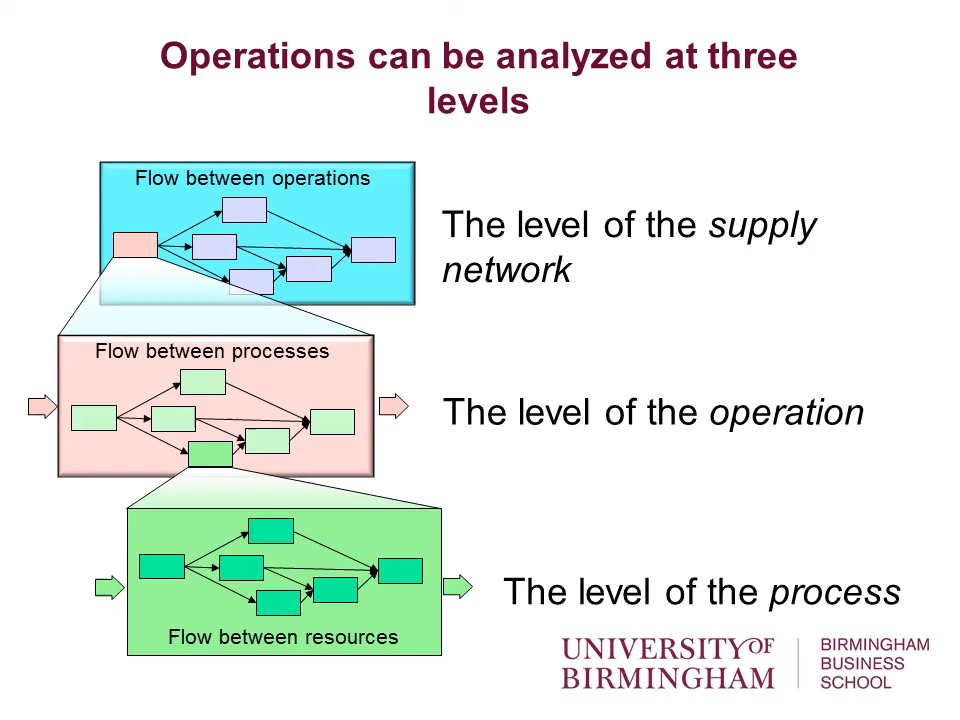 Operations can be analyzed at three
levels
Flow between operations
The level of the supply
network
Flow between processes
The level of the operation
The level of the process
Flow between resources
UNIVERSITY OF
BIRMINGHAM
BIRMINGHAM
BUSINESS
SCHOOL